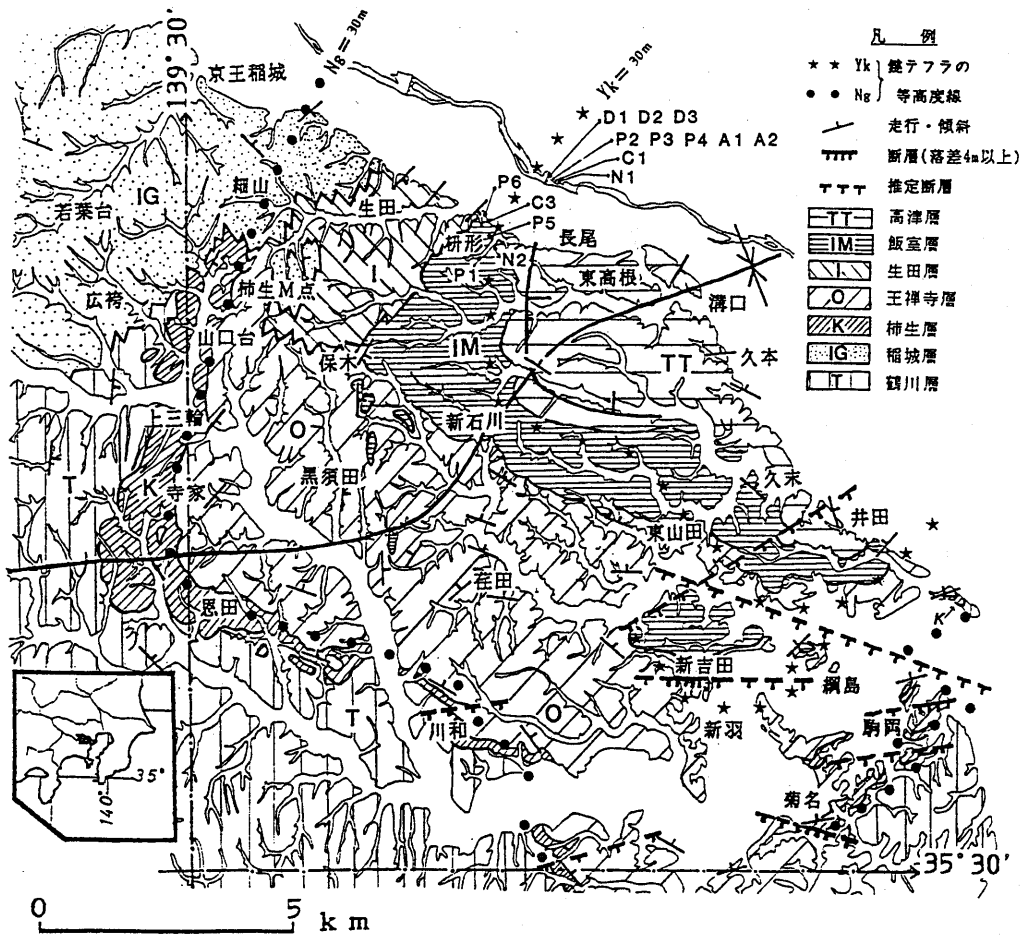 139°30'
京王稲城
Ng=30m
Yk=30m
D1 D2 D3
P2 P3 P4 A1 A2
C1
N1
P6
C3
P5
N2
P1
凡 例
Yk
Ng
鍵テフラの
等高度線
走行・傾斜
断層(落差4m以上)
推定断層
TT 高津層
IM 飯室層
I 生田層
O 王禅寺層
K 柿生層
IG 稲城層
T 鶴川層
細山
生田
若葉台
IG
枡形
長尾
東高根
I
溝口
広袴
柿生M点
山口台
保木
IM
TT
久本
上三輪
新石川
O
T
黒須田
K
寺家
久末
井田
東山田
荏田
恩田
K
新吉田
綱島
T
川和
O
新羽
駒岡
菊名
35°
140°
35°30'
0
5
km